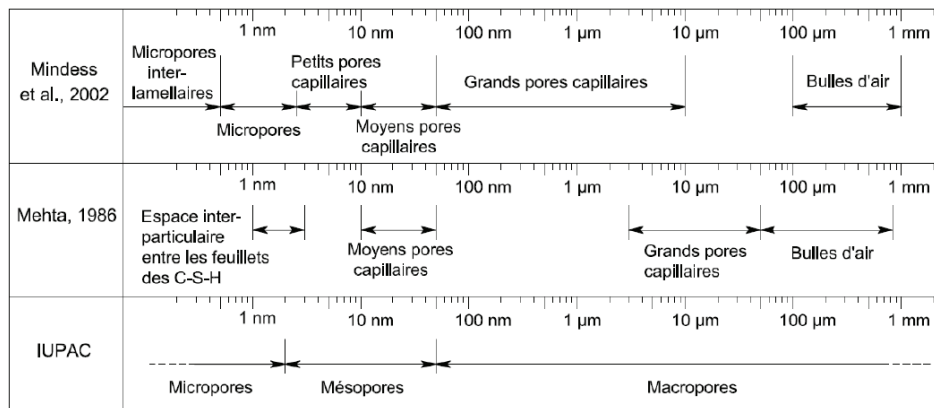 1 nm 10 nm 100 nm 1 µm 10 µm 100 µm 1 mm
Mindess
et al., 2002
Micropores
inter-
lamellaires
Petits pores
capillaires
Grands pores capillaires
Bulles d'air
Micropores
Moyens pores
capillaires
1 nm 10 nm 100 nm 1 µm 10 µm 100 µm 1 mm
Mehta, 1986
Espace inter-
particulaire
entre les feuillets
des C-S-H
Moyens pores
capillaires
Grands pores
capillaires
Bulles d'air
1 nm 10 nm 100 nm 1 µm 10 µm 100 µm 1 mm
IUPAC
Micropores
Mésopores
Macropores